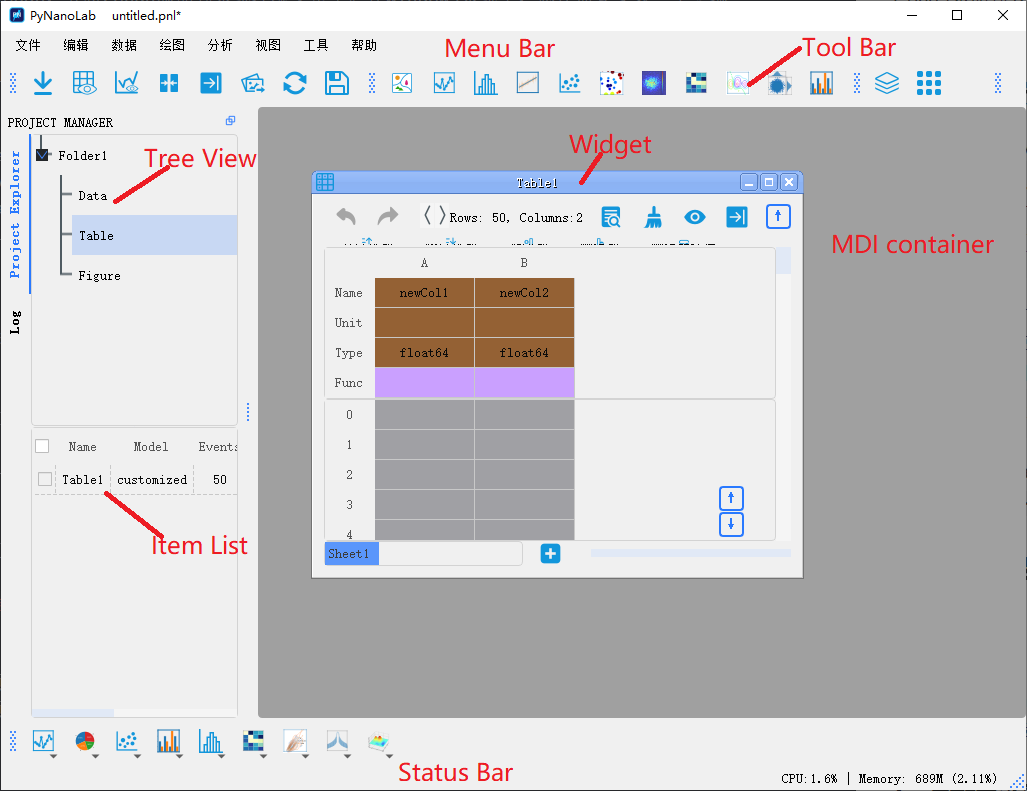 PyNanoLab untitled.pnl*
文件 编辑 数据 绘图 分析 视图 工具 帮助
Menu Bar
Tool Bar
PROJECT MANAGER
Project Explorer
Log
Folder1
Data
Table
Figure
Tree View
Widget
MDI container
Table1
Rows: 50, Columns:2
A B
Name newCol1 newCol2
Unit
Type float64 float64
Func
0
1
2
3
4
Sheet1
Name Model Events
Table1 customized 50
Item List
Status Bar
CPU:1.6% | Memory: 689M (2.11%)